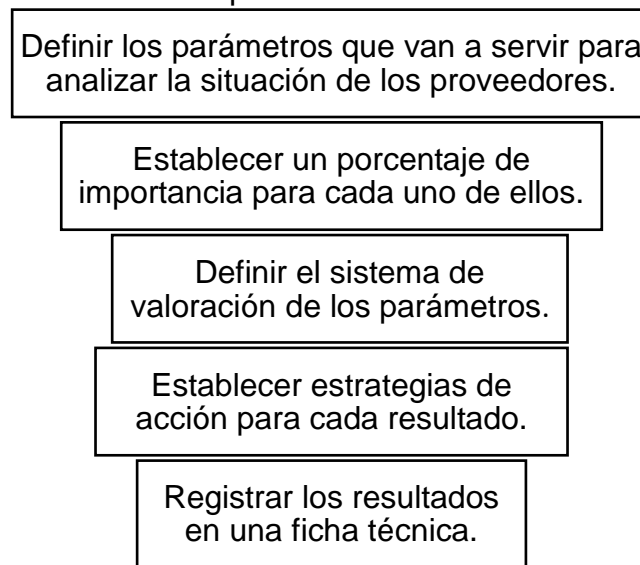 Definir los parámetros que van a servir para
analizar la situación de los proveedores.
Establecer un porcentaje de
importancia para cada uno de ellos.
Definir el sistema de
valoración de los parámetros.
Establecer estrategias de
acción para cada resultado.
Registrar los resultados
en una ficha técnica.